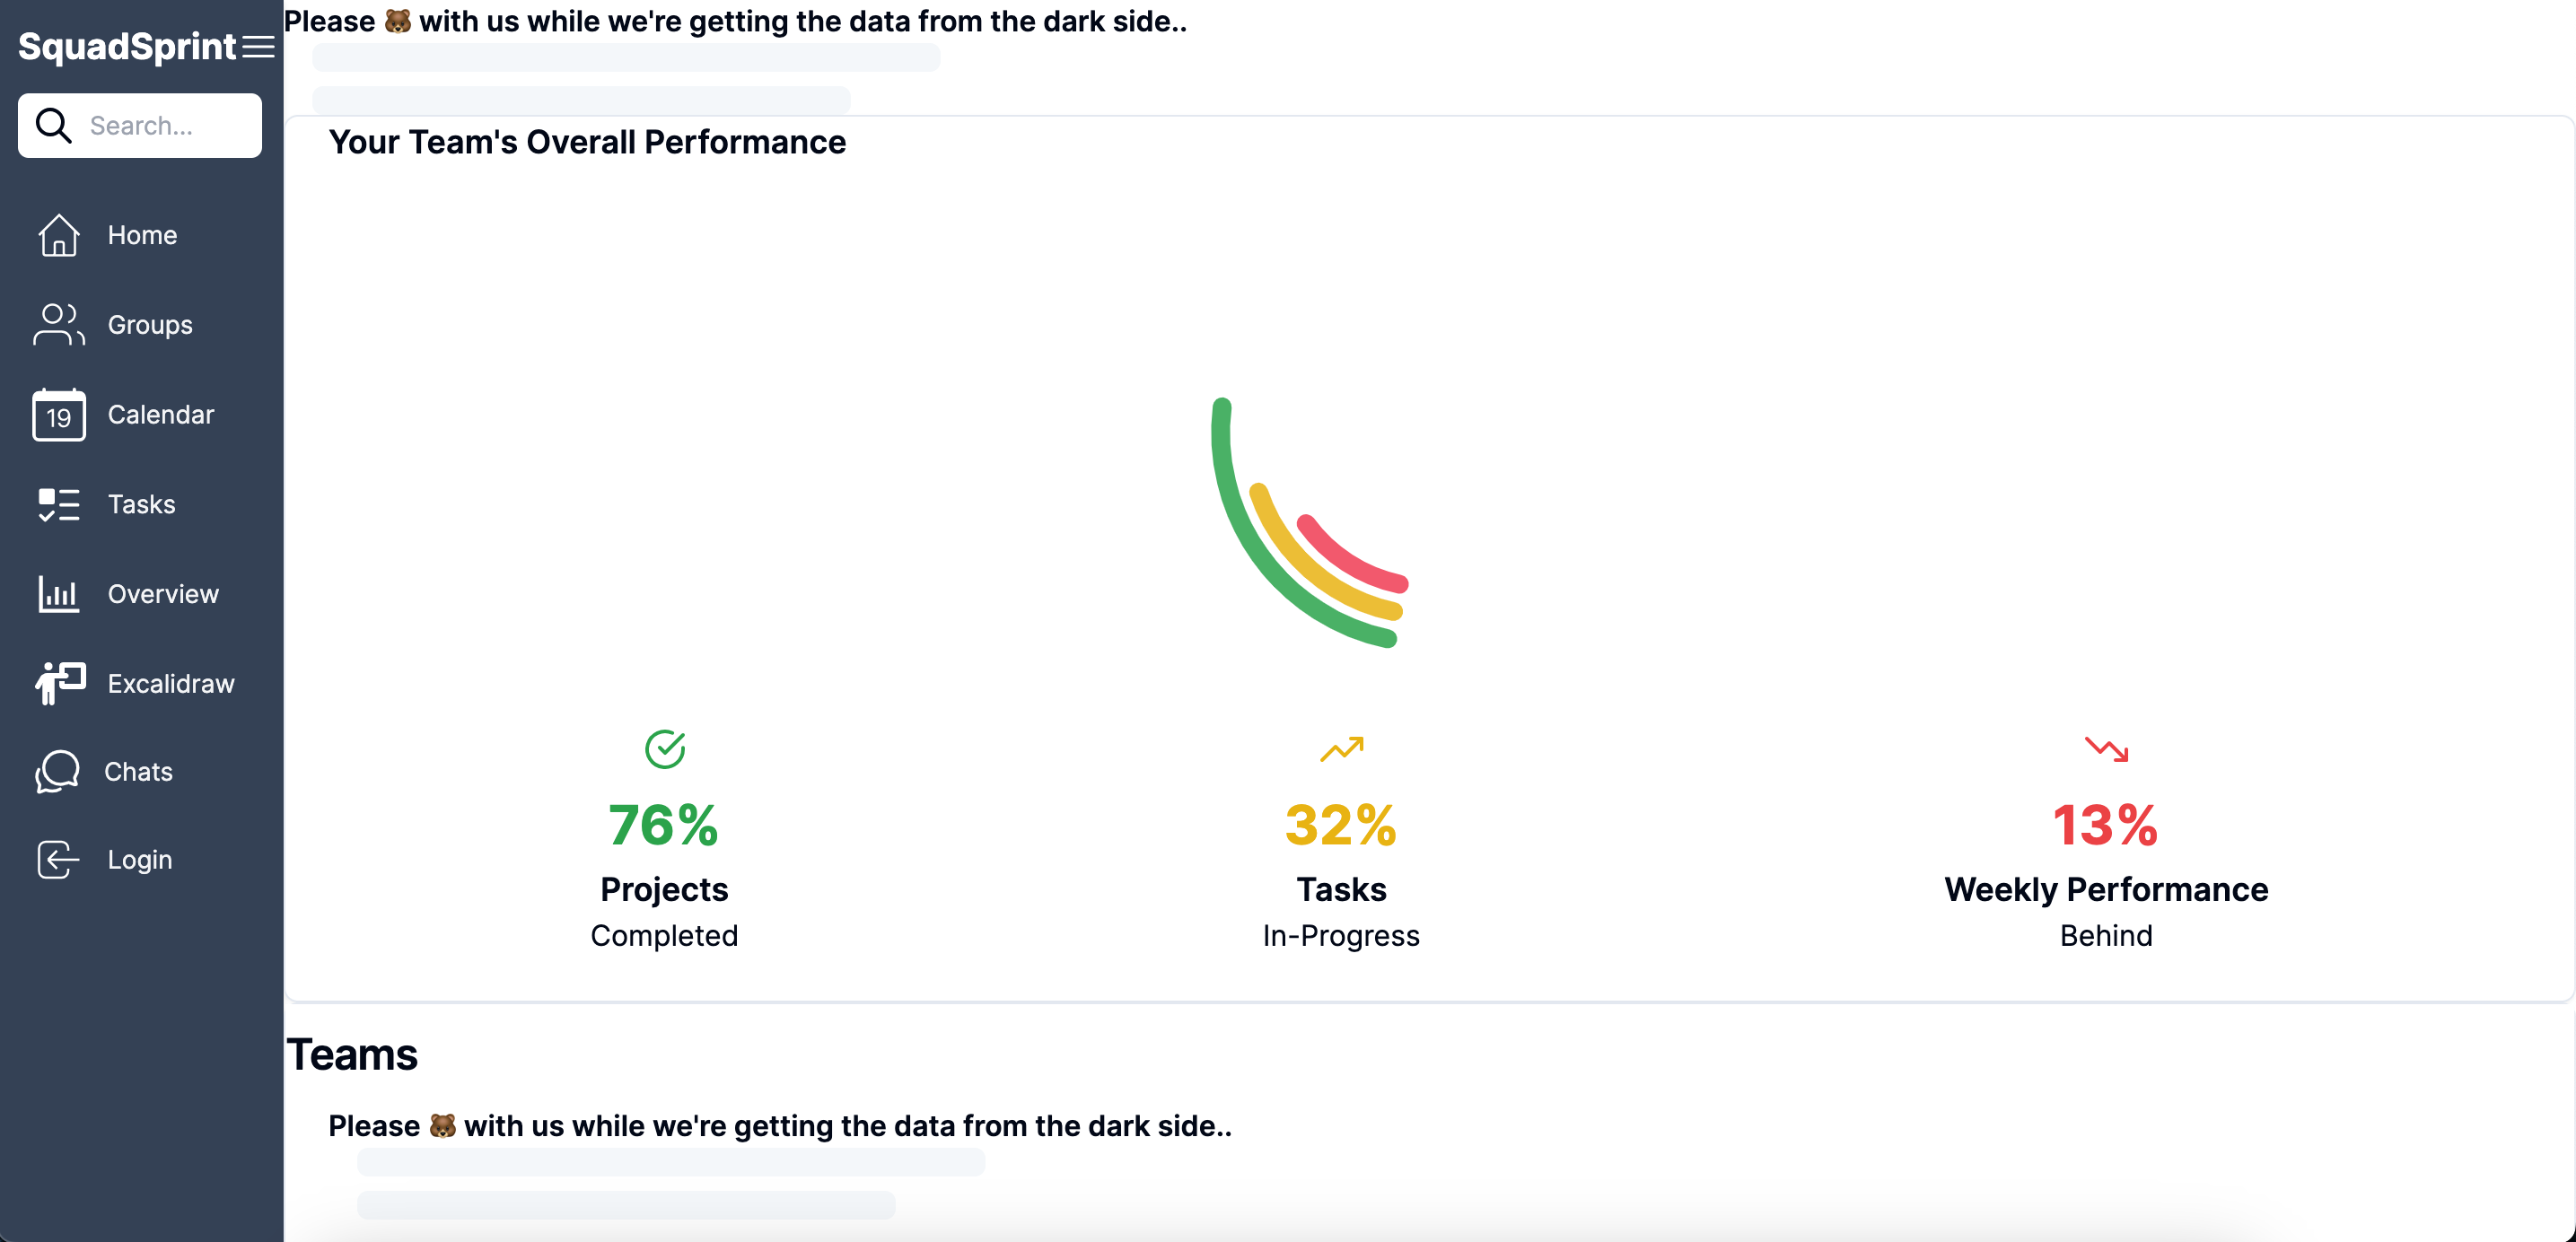 SquadSprint
Search...
Home
Groups
19
Calendar
Tasks
Overview
Excalidraw
Chats
Login
Please 🐻 with us while we're getting the data from the dark side..
Your Team's Overall Performance
76%
Projects
Completed
32%
Tasks
In-Progress
13%
Weekly Performance
Behind
Teams
Please 🐻 with us while we're getting the data from the dark side..